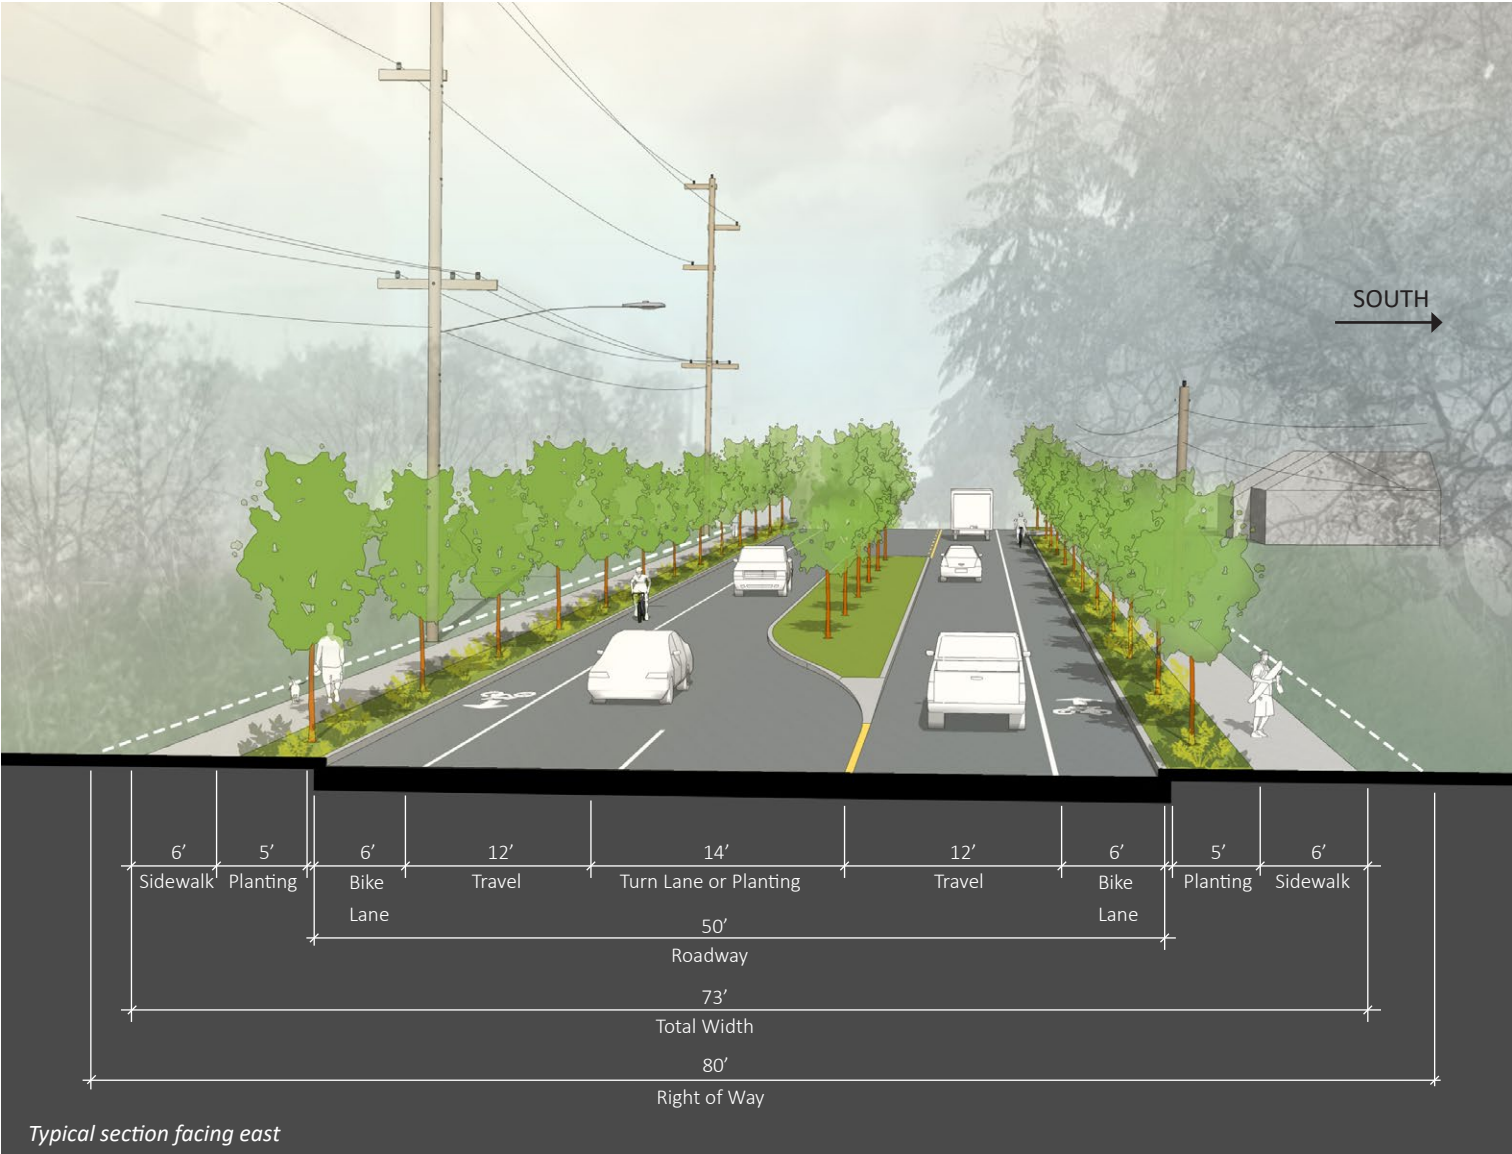 SOUTH
6’ 5’ 6’ 12’ 14’ 12’ 6’ 5’ 6’
Sidewalk Planting Bike Travel Turn Lane or Planting Travel Bike Planting Sidewalk
Lane Lane
50’
Roadway
73’
Total Width
80’
Right of Way
Typical section facing east